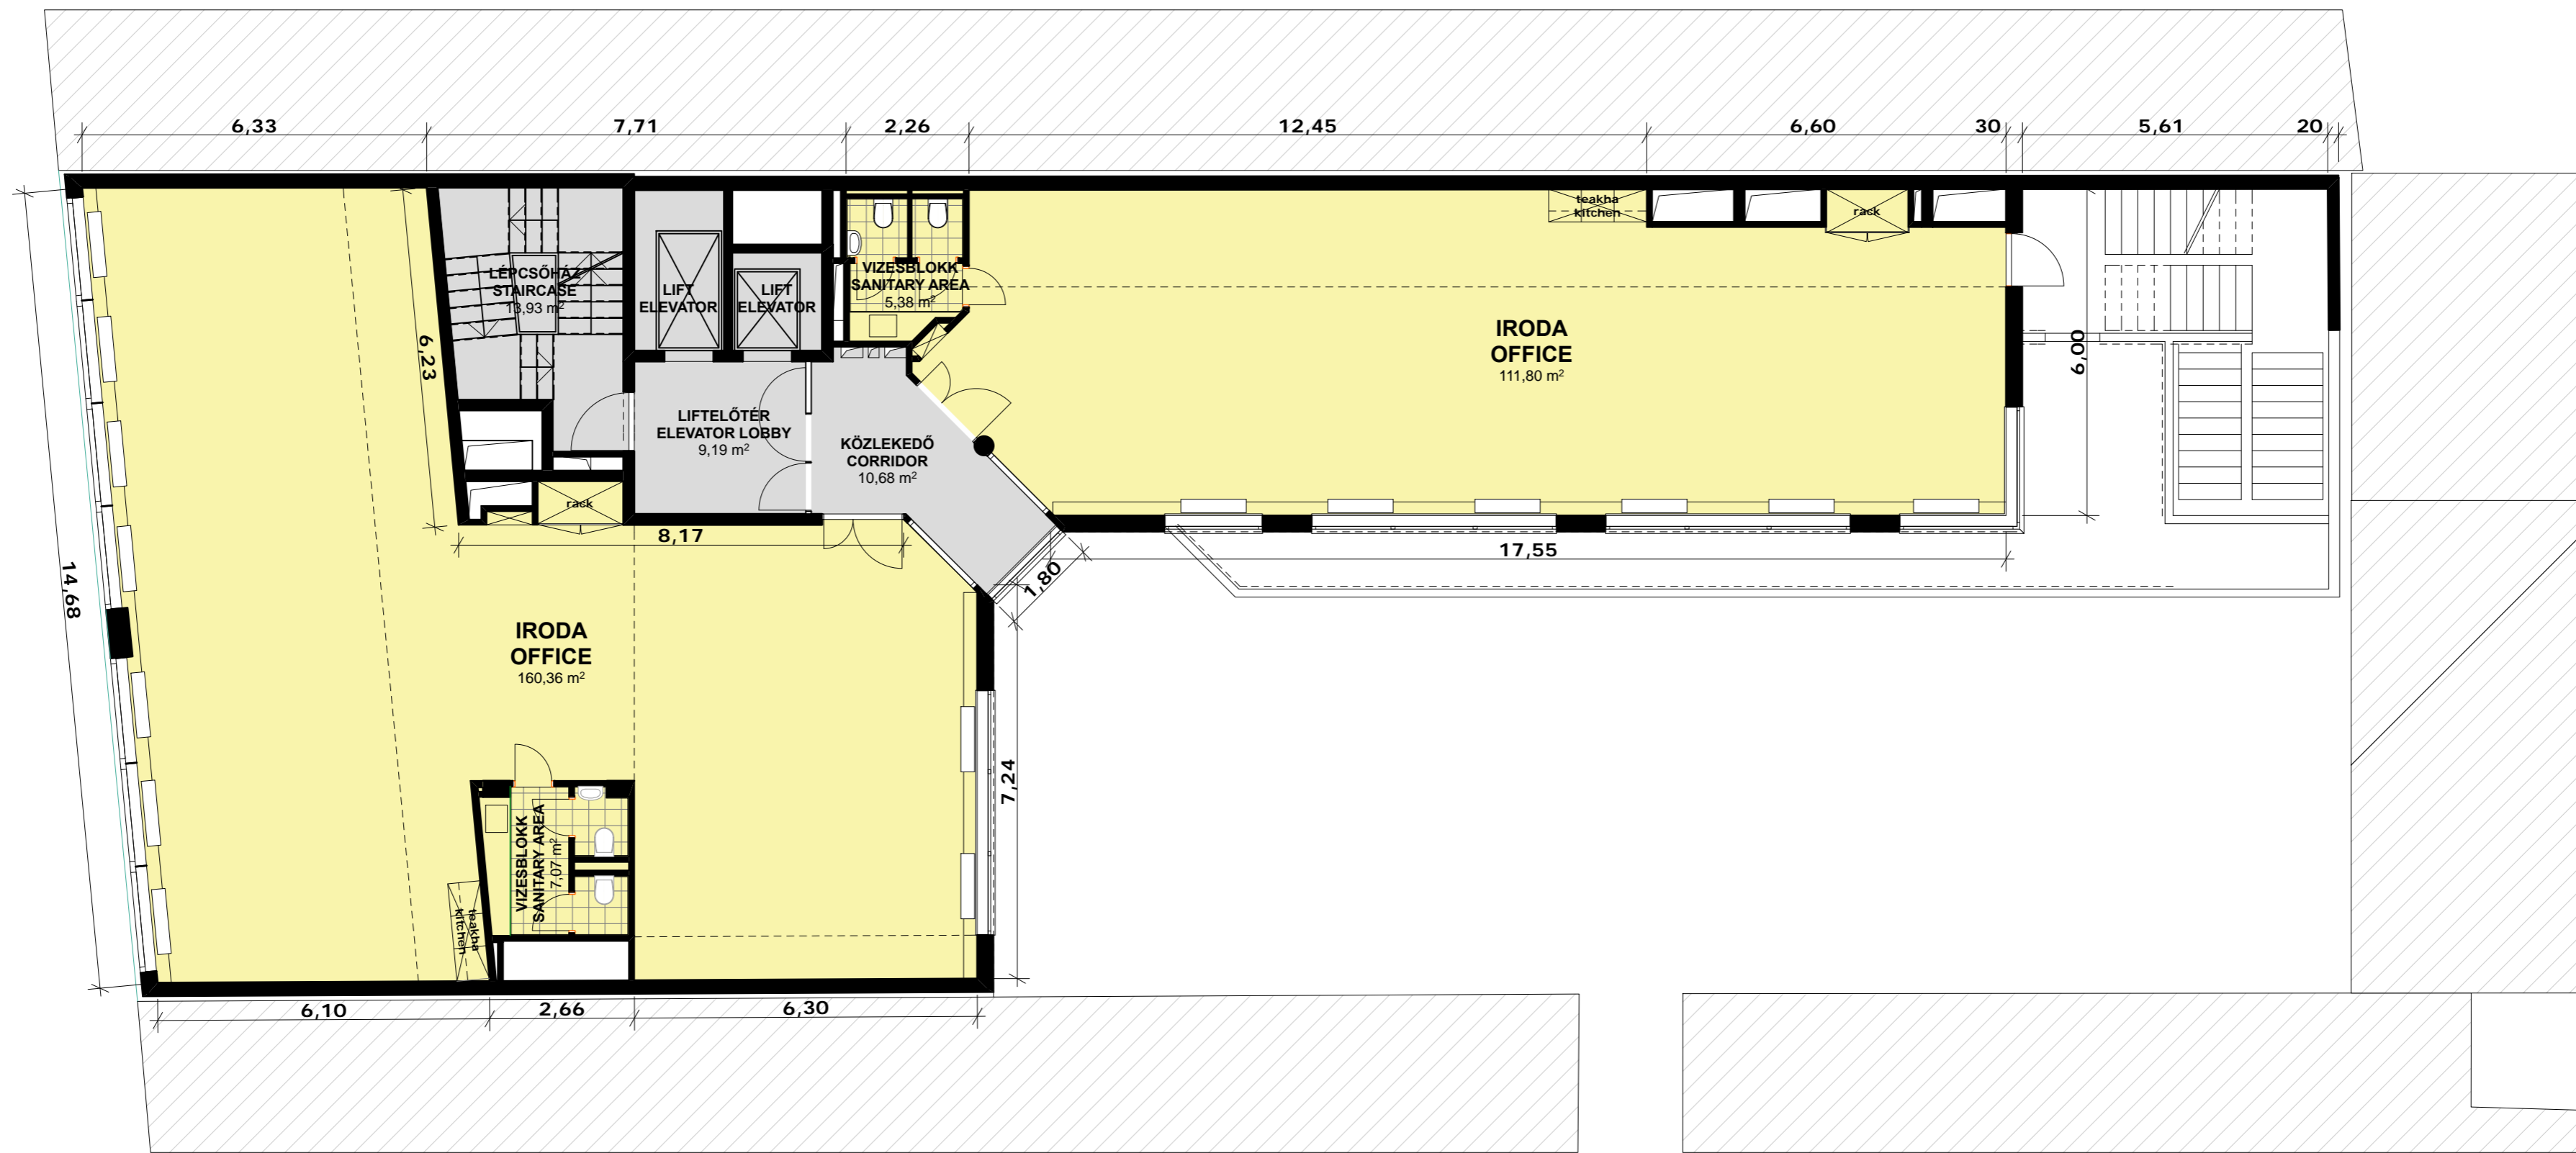 6,33
7,71
2,26
12,45
6,60
30
5,61
20
teakha
kitchen
rack
LÉPCSŐHÁZ
STAIRCASE
13,93 m²
LIFT
ELEVATOR
LIFT
ELEVATOR
VIZESBLOKK
SANITARY AREA
5,38 m²
IRODA
OFFICE
111,80 m²
6,23
6,00
LIFTELŐTÉR
ELEVATOR LOBBY
9,19 m²
KÖZLEKEDŐ
CORRIDOR
10,68 m²
rack
8,17
17,55
1,80
14,68
IRODA
OFFICE
160,36 m²
7,24
VIZESBLOKK
SANITARY AREA
7,07 m²
teakha
kitchen
6,10
2,66
6,30